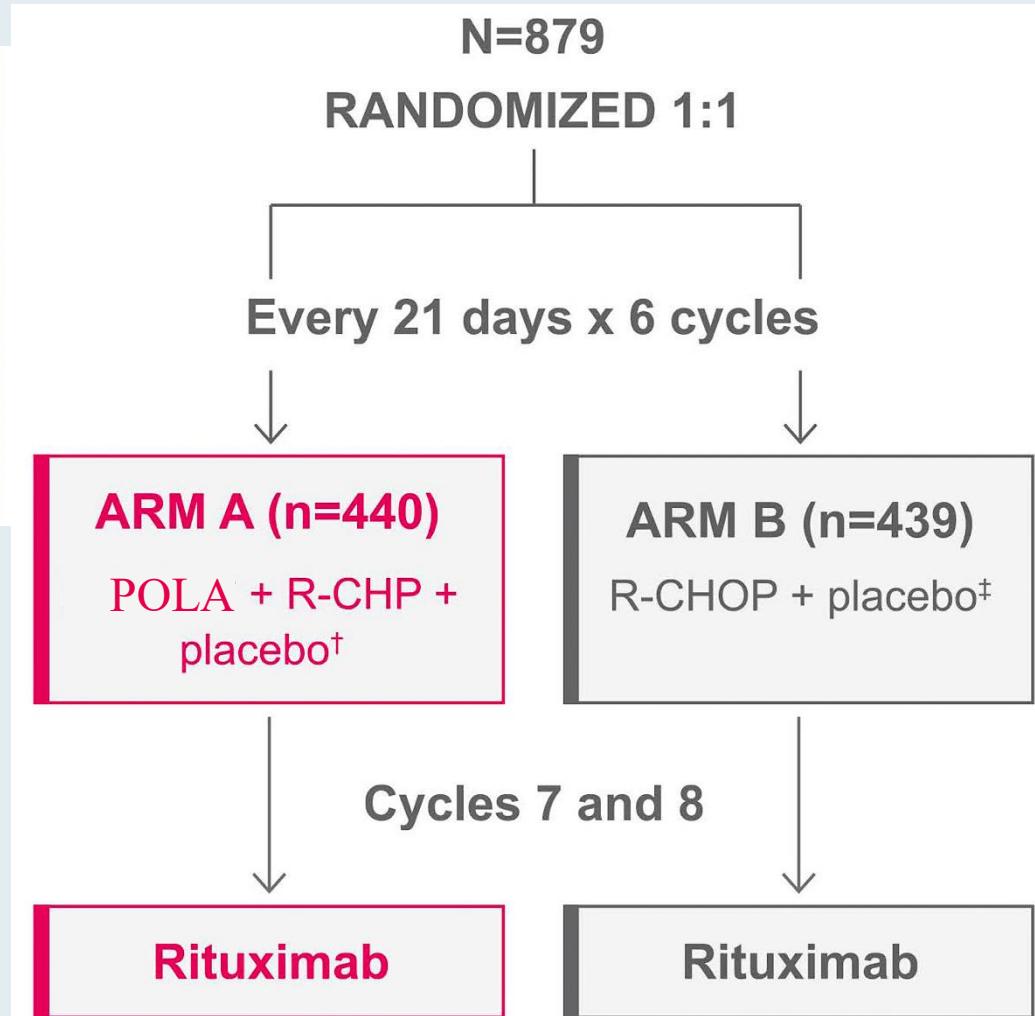 N=879
RANDOMIZED 1:1
Every 21 days x 6 cycles
ARM A (n=440)
POLA + R-CHP +
placebo†
ARM B (n=439)
R-CHOP + placebo‡
Cycles 7 and 8
Rituximab
Rituximab